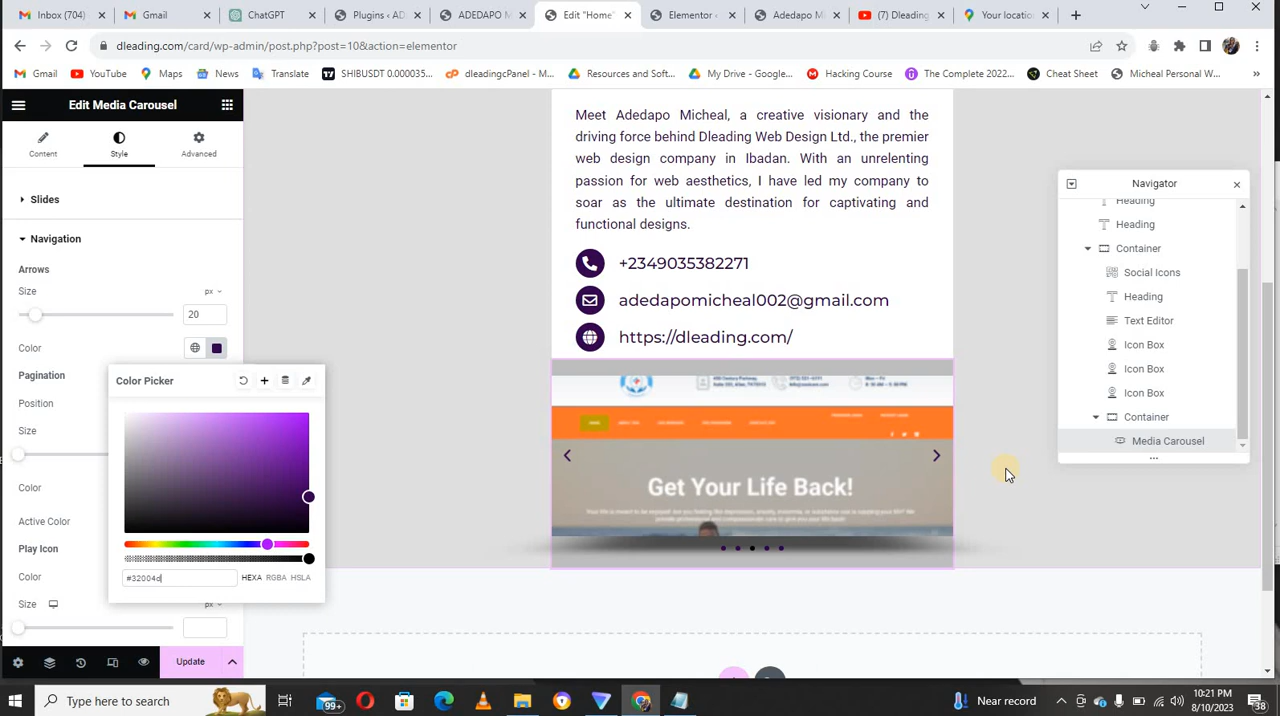 Inbox (704)
Gmail
ChatGPT
Plugins ‹ AD
ADEDAPO M
Edit "Home"
Elementor ‹
Adedapo Mi
(7) Dleading
Your locatio
dleading.com/card/wp-admin/post.php?post=10&action=elementor
Gmail
YouTube
Maps
News
Translate
SHIBUSDT 0.000035...
dleadingcPanel - M...
Resources and Soft...
My Drive - Google...
Hacking Course
The Complete 2022...
Cheat Sheet
Micheal Personal W...
»
Edit Media Carousel
Content
Style
Advanced
Slides
Navigation
Arrows
Size
px
20
Color
Pagination
Position
Size
Color
Active Color
Play Icon
Color
Size
px
Update
Color Picker
#32004d
HEXA
RGBA
HSLA
Meet Adedapo Micheal, a creative visionary and the
driving force behind Dleading Web Design Ltd., the premier
web design company in Ibadan. With an unrelenting
passion for web aesthetics, I have led my company to
soar as the ultimate destination for captivating and
functional designs.
+2349035382271
adedapomicheal002@gmail.com
https://dleading.com/
Get Your Life Back!
Navigator
Heading
Heading
Container
Social Icons
Heading
Text Editor
Icon Box
Icon Box
Icon Box
Container
Media Carousel
Type here to search
99+
Near record
10:21 PM
8/10/2023
38